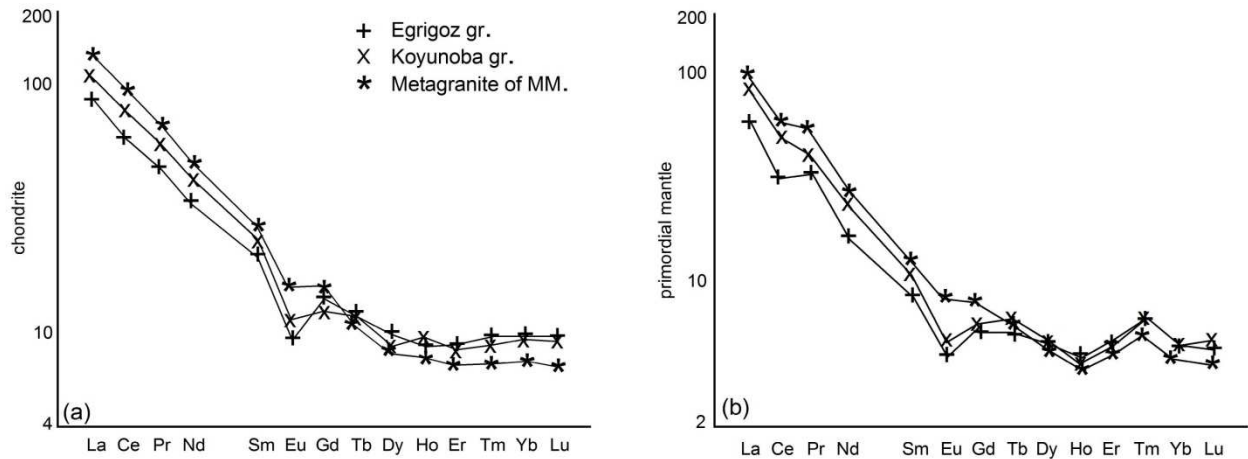 200
100
10
4
chondrite
+ Egrigoz gr.
x Koyunoba gr.
* Metagranite of MM.
(a)
La Ce Pr Nd Sm Eu Gd Tb Dy Ho Er Tm Yb Lu
200
100
10
2
primordial mantle
(b)
La Ce Pr Nd Sm Eu Gd Tb Dy Ho Er Tm Yb Lu